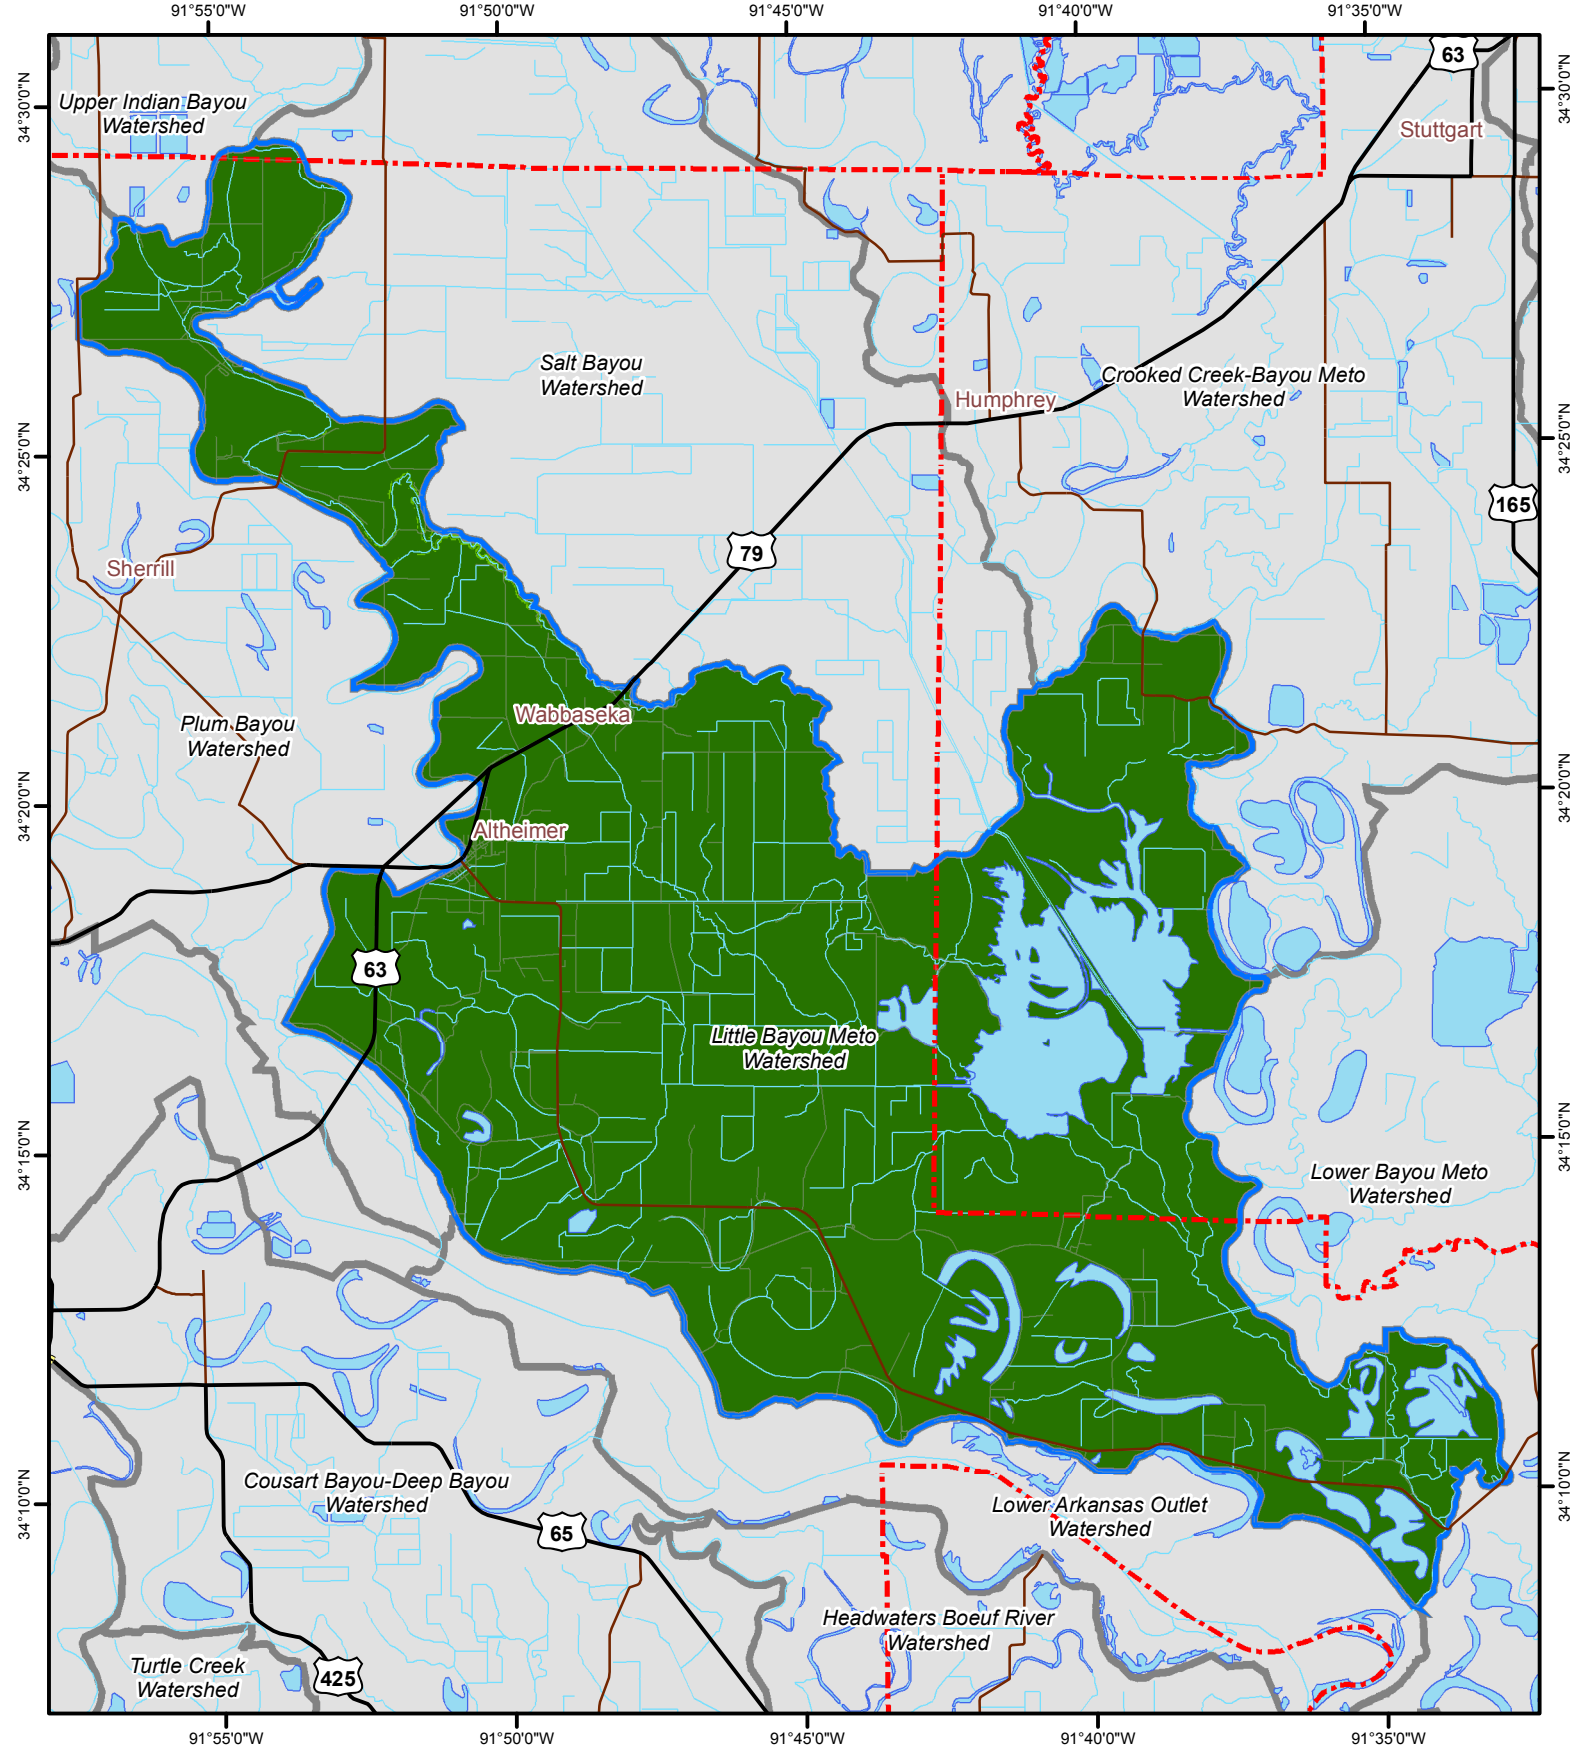 91°55'0"W
91°50'0"W
91°45'0"W
91°40'0"W
91°35'0"W
63
34°30'0"N
34°30'0"N
Upper Indian Bayou
Watershed
Stuttgart
Salt Bayou
Watershed
Crooked Creek-Bayou Meto
Watershed
Humphrey
34°25'0"N
34°25'0"N
165
79
Sherrill
Wabbaseka
Plum Bayou
Watershed
34°20'0"N
34°20'0"N
Altheimer
63
Little Bayou Meto
Watershed
34°15'0"N
34°15'0"N
Lower Bayou Meto
Watershed
Cousart Bayou-Deep Bayou
Watershed
34°10'0"N
34°10'0"N
Lower Arkansas Outlet
Watershed
65
Headwaters Boeuf River
Watershed
Turtle Creek
Watershed
425
91°55'0"W
91°50'0"W
91°45'0"W
91°40'0"W
91°35'0"W